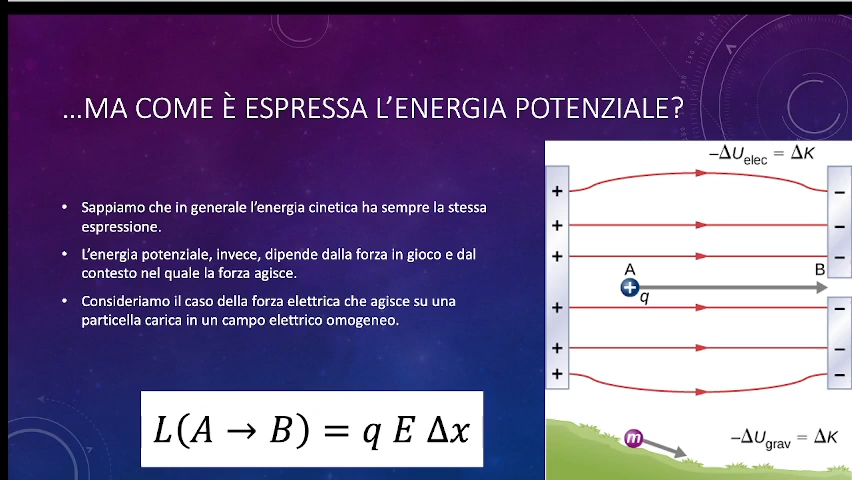 ...MA COME È ESPRESSA L'ENERGIA POTENZIALE?
• Sappiamo che in generale l'energia cinetica ha sempre la stessa
espressione.
• L'energia potenziale, invece, dipende dalla forza in gioco e dal
contesto nel quale la forza agisce.
• Consideriamo il caso della forza elettrica che agisce su una
particella carica in un campo elettrico omogeneo.
L(A → B) = q E Δx
−ΔU_elec = ΔK
+ −
+ −
+ −
A B
+
q
+ −
+ −
+ −
m
−ΔU_grav = ΔK